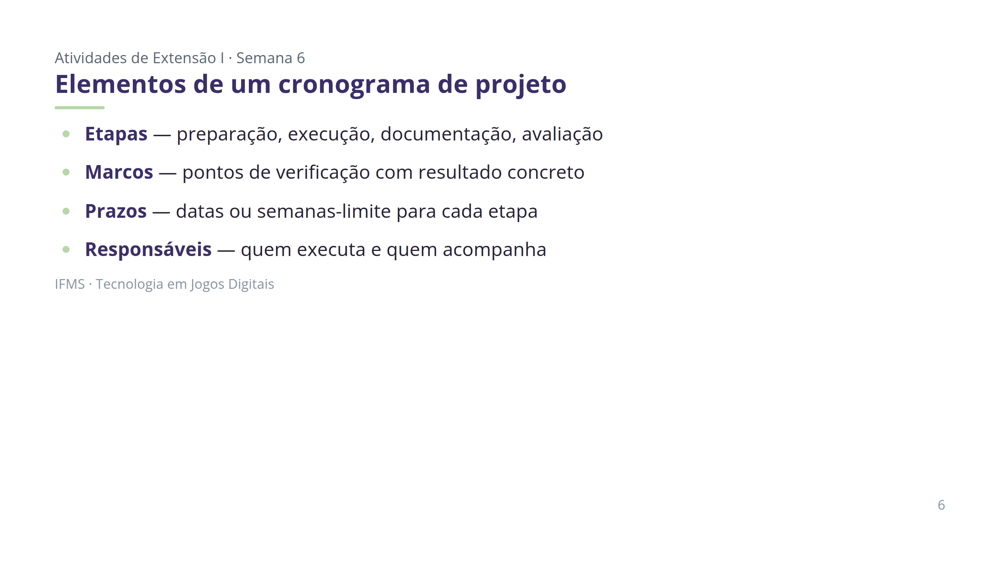 Atividades de Extensão I · Semana 6
Elementos de um cronograma de projeto
Etapas — preparação, execução, documentação, avaliação
Marcos — pontos de verificação com resultado concreto
Prazos — datas ou semanas-limite para cada etapa
Responsáveis — quem executa e quem acompanha
IFMS · Tecnologia em Jogos Digitais
6